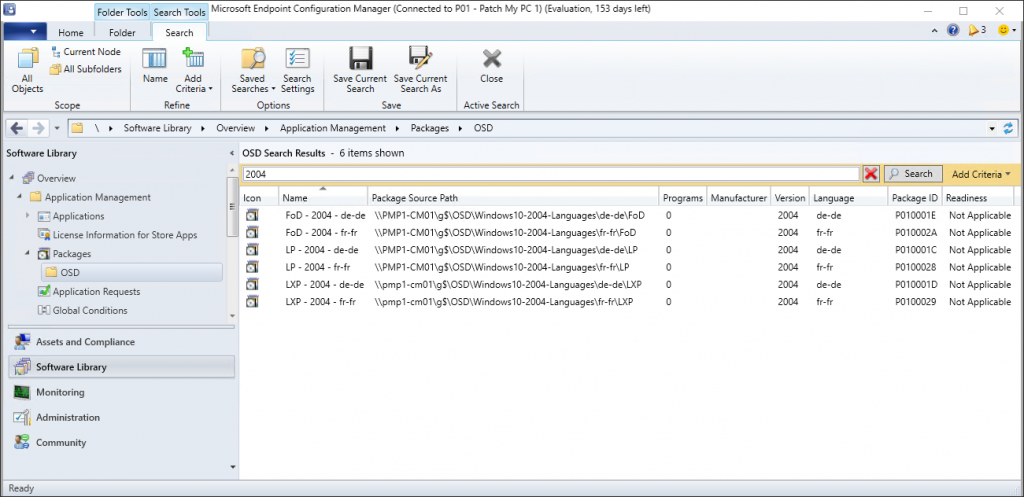 Folder Tools Search Tools Microsoft Endpoint Configuration Manager (Connected to P01 - Patch My PC 1) (Evaluation, 153 days left)
Home Folder Search 3
All Objects
Current Node
All Subfolders
Name
Add Criteria
Saved Searches
Search Settings
Save Current Search
Save Current Search As
Close
Scope Refine Options Save Active Search
\ Software Library Overview Application Management Packages OSD
Software Library
Overview
Application Management
Applications
License Information for Store Apps
Packages
OSD
Application Requests
Global Conditions
Assets and Compliance
Software Library
Monitoring
Administration
Community
OSD Search Results - 6 items shown
2004 Search Add Criteria
Icon Name Package Source Path Programs Manufacturer Version Language Package ID Readiness
FoD - 2004 - de-de \\PMP1-CM01\g$\OSD\Windows10-2004-Languages\de-de\FoD 0 2004 de-de P010001E Not Applicable
FoD - 2004 - fr-fr \\PMP1-CM01\g$\OSD\Windows10-2004-Languages\fr-fr\FoD 0 2004 fr-fr P010002A Not Applicable
LP - 2004 - de-de \\PMP1-CM01\g$\OSD\Windows10-2004-Languages\de-de\LP 0 2004 de-de P010001C Not Applicable
LP - 2004 - fr-fr \\PMP1-CM01\g$\OSD\Windows10-2004-Languages\fr-fr\LP 0 2004 fr-fr P0100028 Not Applicable
LXP - 2004 - de-de \\pmp1-cm01\g$\OSD\Windows10-2004-Languages\de-de\LXP 0 2004 de-de P010001D Not Applicable
LXP - 2004 - fr-fr \\pmp1-cm01\g$\OSD\Windows10-2004-Languages\fr-fr\LXP 0 2004 fr-fr P0100029 Not Applicable
Ready